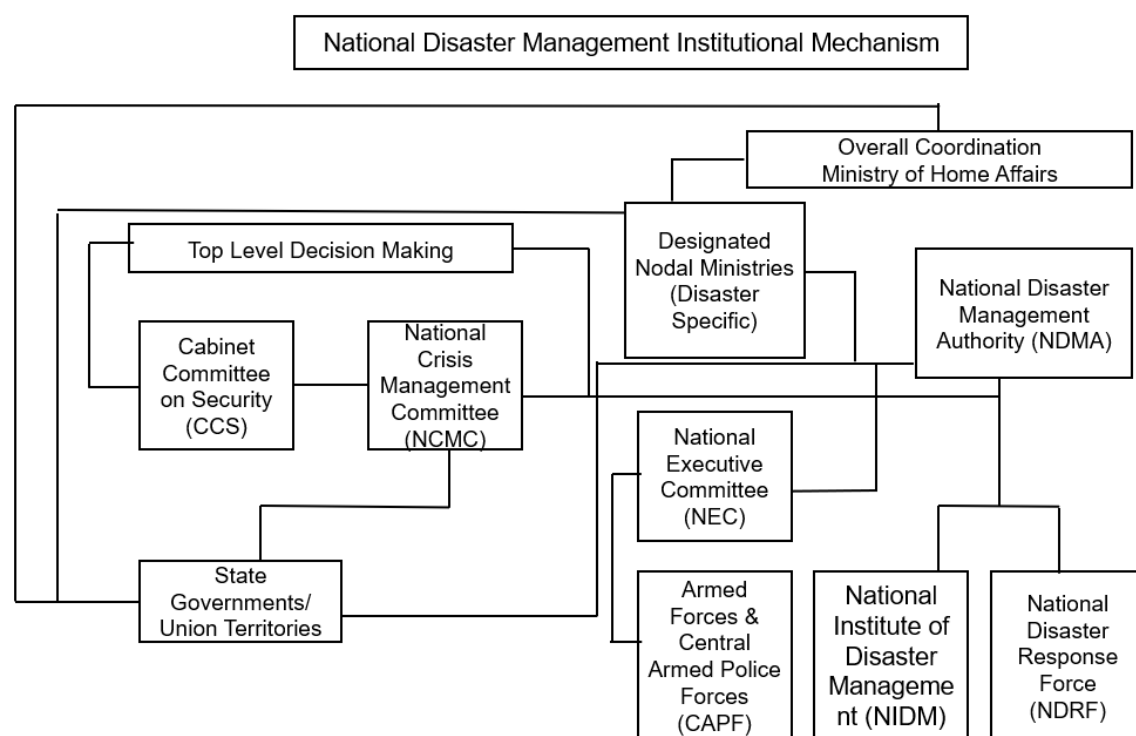 National Disaster Management Institutional Mechanism
Overall Coordination
Ministry of Home Affairs
Top Level Decision Making
Designated
Nodal Ministries
(Disaster
Specific)
National Disaster
Management
Authority (NDMA)
Cabinet
Committee
on Security
(CCS)
National
Crisis
Management
Committee
(NCMC)
National
Executive
Committee
(NEC)
State
Governments/
Union Territories
Armed
Forces &
Central
Armed Police
Forces
(CAPF)
National
Institute of
Disaster
Manageme
nt (NIDM)
National
Disaster
Response
Force
(NDRF)